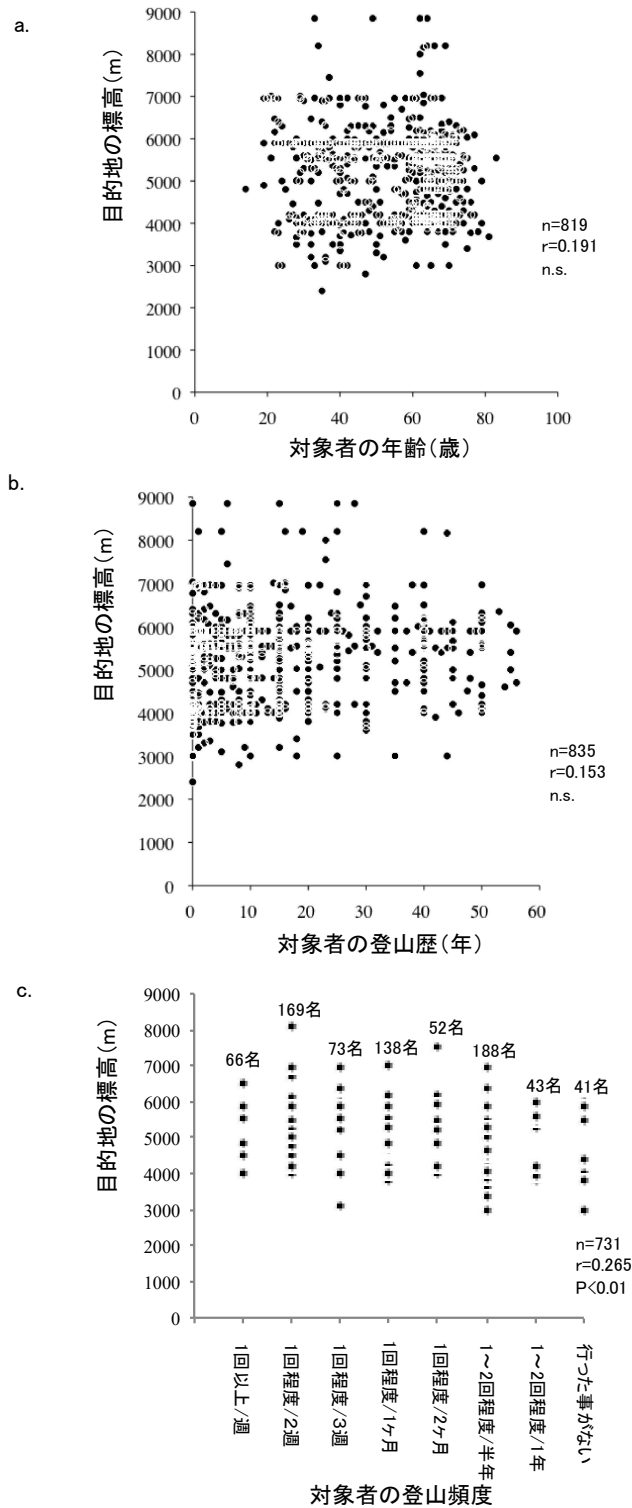 a.
9000
8000
7000
6000
5000
4000
3000
2000
1000
0
目的地の標高(m)
n=819
r=0.191
n.s.
0 20 40 60 80 100
対象者の年齢(歳)
b.
9000
8000
7000
6000
5000
4000
3000
2000
1000
0
目的地の標高(m)
n=835
r=0.153
n.s.
0 10 20 30 40 50 60
対象者の登山歴(年)
c.
9000
8000
7000
6000
5000
4000
3000
2000
1000
0
目的地の標高(m)
66名
169名
73名
138名
52名
188名
43名
41名
n=731
r=0.265
P<0.01
1回以上/週
1回程度/2週
1回程度/3週
1回程度/1ヶ月
1回程度/2ヶ月
1～2回程度/半年
1～2回程度/1年
行った事がない
対象者の登山頻度